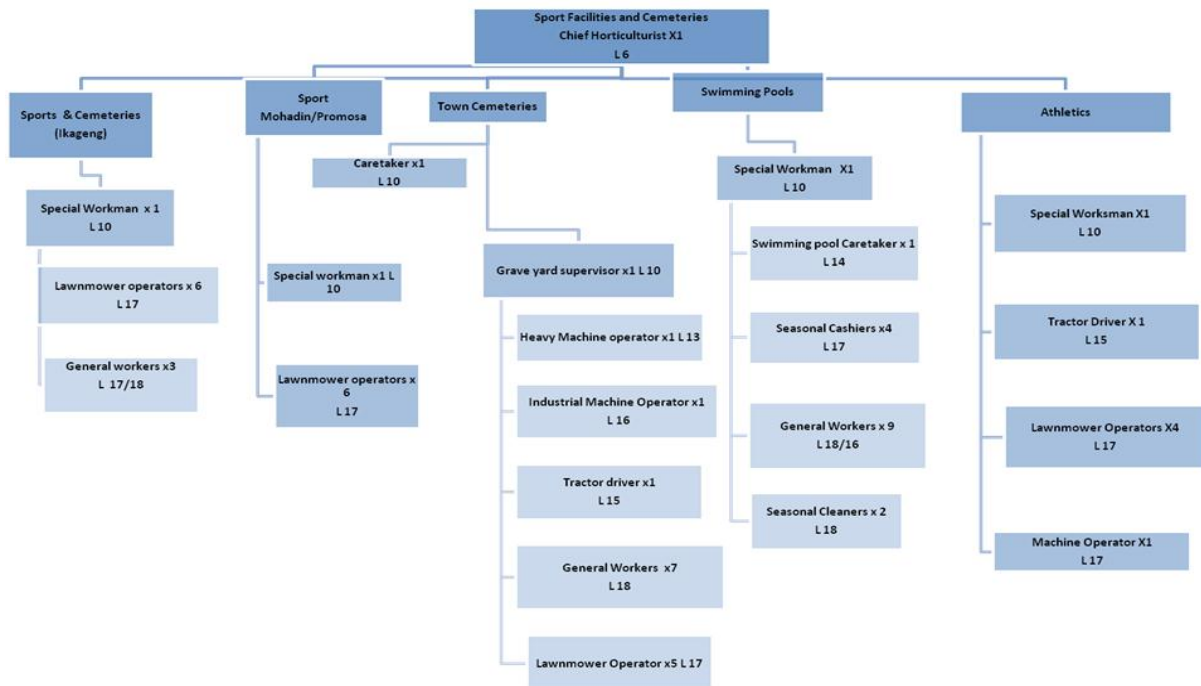 Sport Facilities and Cemeteries
Chief Horticulturist X1
L 6
Sports & Cemeteries
(Ikageng)
Special Workman x 1
L 10
Lawnmower operators x 6
L 17
General workers x3
L 17/18
Sport
Mohadin/Promosa
Special workman x1 L
10
Lawnmower operators x
6
L 17
Town Cemeteries
Caretaker x1
L 10
Grave yard supervisor x1 L 10
Heavy Machine operator x1 L 13
Industrial Machine Operator x1
L 16
Tractor driver x1
L 15
General Workers x7
L 18
Lawnmower Operator x5 L 17
Swimming Pools
Special Workman X1
L 10
Swimming pool Caretaker x 1
L 14
Seasonal Cashiers x4
L 17
General Workers x 9
L 18/16
Seasonal Cleaners x 2
L 18
Athletics
Special Worksman X1
L 10
Tractor Driver X 1
L 15
Lawnmower Operators X4
L 17
Machine Operator X1
L 17